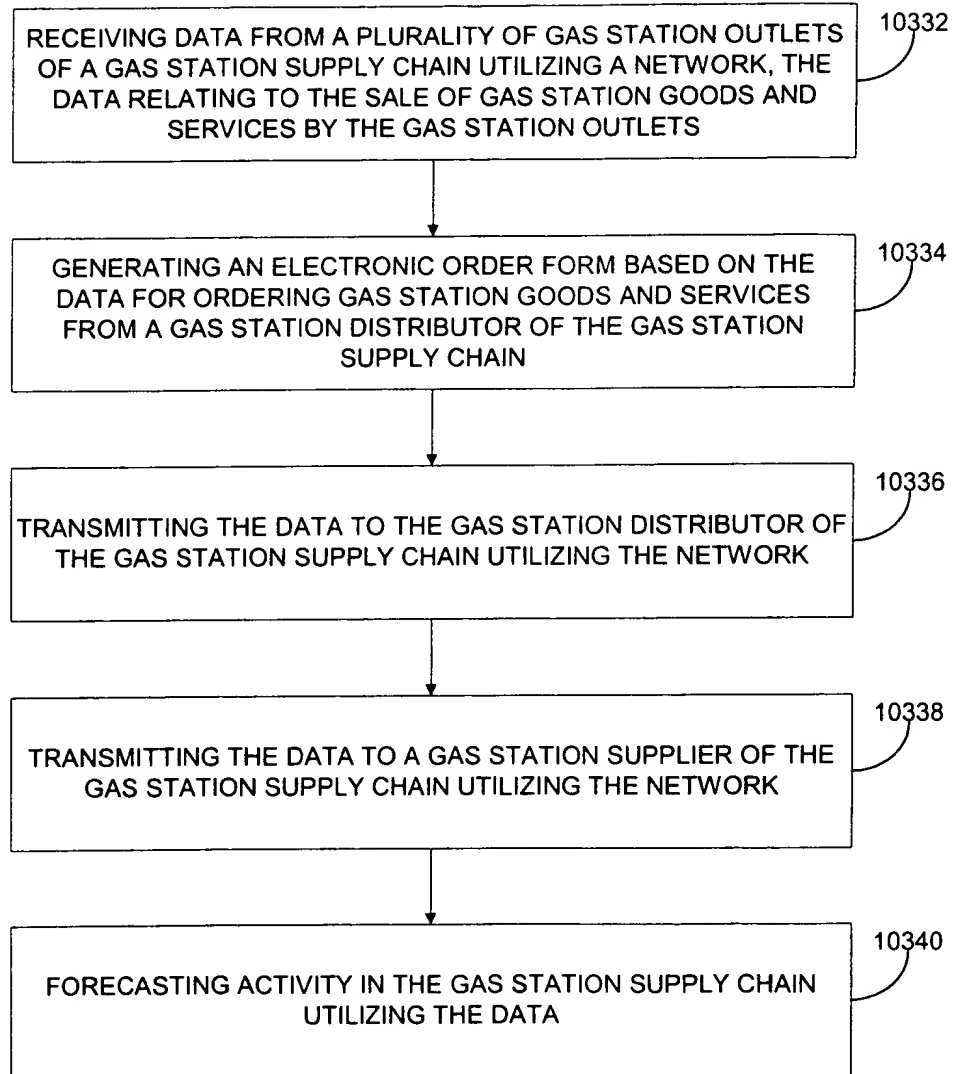 RECEIVING DATA FROM A PLURALITY OF GAS STATION OUTLETS
OF A GAS STATION SUPPLY CHAIN UTILIZING A NETWORK, THE
DATA RELATING TO THE SALE OF GAS STATION GOODS AND
SERVICES BY THE GAS STATION OUTLETS
10332
GENERATING AN ELECTRONIC ORDER FORM BASED ON THE
DATA FOR ORDERING GAS STATION GOODS AND SERVICES
FROM A GAS STATION DISTRIBUTOR OF THE GAS STATION
SUPPLY CHAIN
10334
TRANSMITTING THE DATA TO THE GAS STATION DISTRIBUTOR OF
THE GAS STATION SUPPLY CHAIN UTILIZING THE NETWORK
10336
TRANSMITTING THE DATA TO A GAS STATION SUPPLIER OF THE
GAS STATION SUPPLY CHAIN UTILIZING THE NETWORK
10338
FORECASTING ACTIVITY IN THE GAS STATION SUPPLY CHAIN
UTILIZING THE DATA
10340